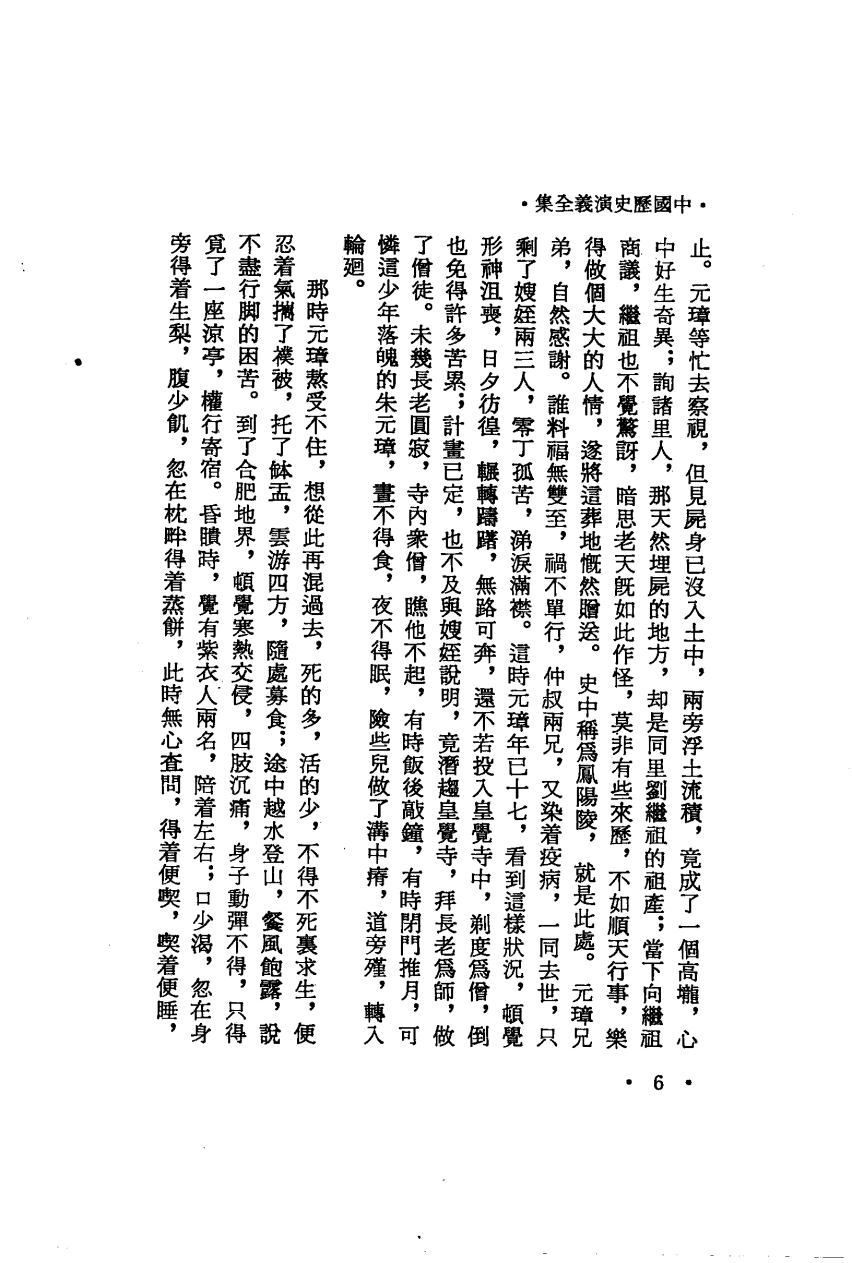 ·中國歷史演義全集·
止。元璋等忙去察視，但見屍身已沒入土中，兩旁浮土流積，竟成了一個高壠，心
中好生奇異；詢諸里人，那天然埋屍的地方，却是同里劉繼祖的祖產；當下向繼祖
商議，繼祖也不覺驚訝，暗思老天既如此作怪，莫非有些來歷，不如順天行事，樂
得做個大大的人情，遂將這葬地慨然贈送。史中稱爲鳳陽陵，就是此處。元璋兄
弟，自然感謝。誰料福無雙至，禍不單行，仲叔兩兄，又染着疫病，一同去世，只
剩了嫂姪兩三人，零丁孤苦，涕淚滿襟。這時元璋年已十七，看到這樣狀況，頓覺
形神沮喪，日夕彷徨，輾轉躊躇，無路可奔，還不若投入皇覺寺中，剃度爲僧，倒
也免得許多苦累；計畫已定，也不及與嫂姪說明，竟潛趨皇覺寺，拜長老爲師，做
了僧徒。未幾長老圓寂，寺內衆僧，瞧他不起，有時飯後敲鐘，有時閉門推月，可
憐這少年落魄的朱元璋，晝不得食，夜不得眠，險些兒做了溝中瘠，道旁殣，轉入
輪廻。
那時元璋熬受不住，想從此再混過去，死的多，活的少，不得不死裏求生，便
忍着氣攜了襆被，托了鉢盂，雲游四方，隨處募食；途中越水登山，餐風飽露，說
不盡行脚的困苦。到了合肥地界，頓覺寒熱交侵，四肢沉痛，身子動彈不得，只得
覓了一座涼亭，權行寄宿。昏瞶時，覺有紫衣人兩名，陪着左右；口少渴，忽在身
旁得着生梨，腹少飢，忽在枕畔得着蒸餅，此時無心查問，得着便喫，喫着便睡，
·6·